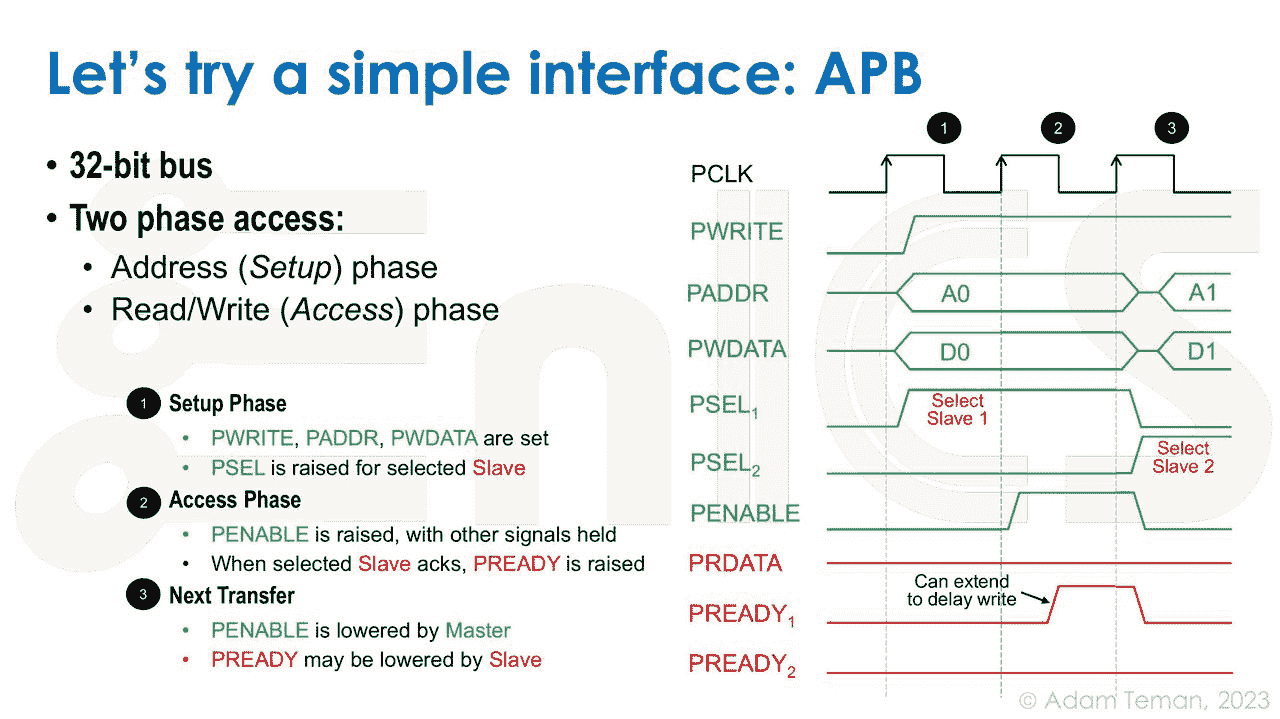 Let's try a simple interface: APB
• 32-bit bus
• Two phase access:
• Address (Setup) phase
• Read/Write (Access) phase
1 Setup Phase
• PWRITE, PADDR, PWDATA are set
• PSEL is raised for selected Slave
2 Access Phase
• PENABLE is raised, with other signals held
• When selected Slave acks, PREADY is raised
3 Next Transfer
• PENABLE is lowered by Master
• PREADY may be lowered by Slave
1 2 3
PCLK
PWRITE
PADDR A0 A1
PWDATA D0 D1
PSEL1 Select
Slave 1
PSEL2 Select
Slave 2
PENABLE
PRDATA
Can extend
to delay write
PREADY1
PREADY2
EnICS
© Adam Teman, 2023